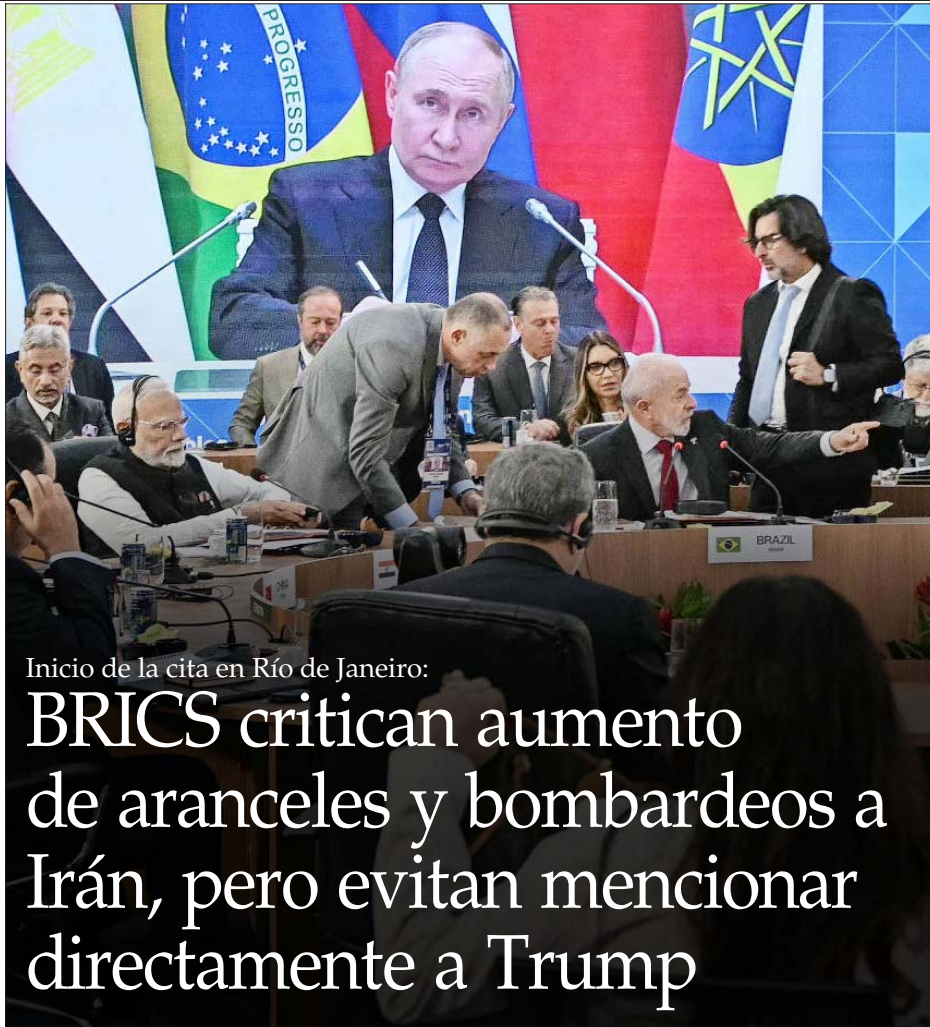 PROGRESSO
BRAZIL
Inicio de la cita en Río de Janeiro:
BRICS critican aumento
de aranceles y bombardeos a
Irán, pero evitan mencionar
directamente a Trump